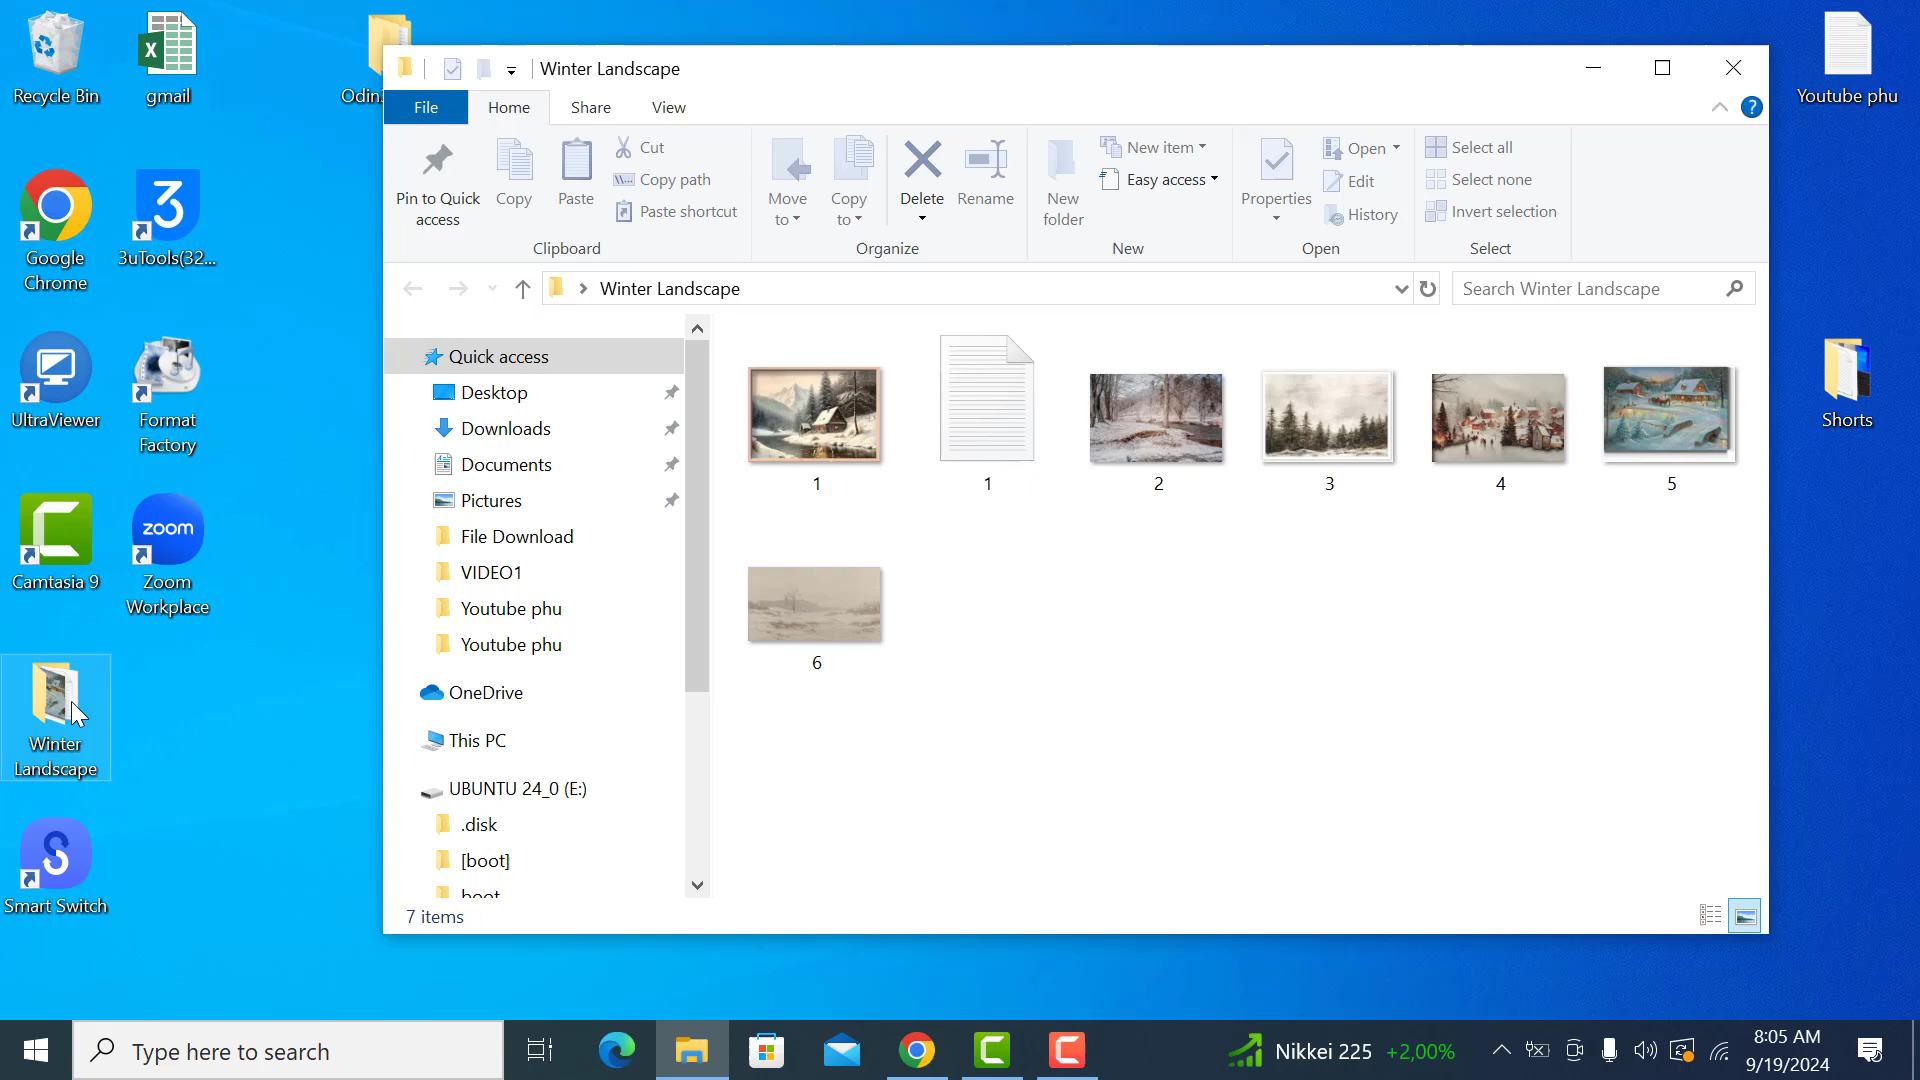 Recycle Bin
gmail
Google
Chrome
3
3uTools(32...
UltraViewer
Format
Factory
Camtasia 9
zoom
Zoom
Workplace
Winter
Landscape
Smart Switch
Youtube phu
Shorts
Winter Landscape
File
Home
Share
View
Pin to Quick
access
Copy
Paste
Cut
Copy path
Paste shortcut
Clipboard
Move
to
Copy
to
Delete
Rename
Organize
New
folder
New item
Easy access
New
Properties
Open
Edit
History
Open
Select all
Select none
Invert selection
Select
Winter Landscape
Search Winter Landscape
Quick access
Desktop
Downloads
Documents
Pictures
File Download
VIDEO1
Youtube phu
Youtube phu
OneDrive
This PC
UBUNTU 24_0 (E:)
.disk
[boot]
boot
1
1
2
3
4
5
6
7 items
Type here to search
Nikkei 225 +2,00%
8:05 AM
9/19/2024